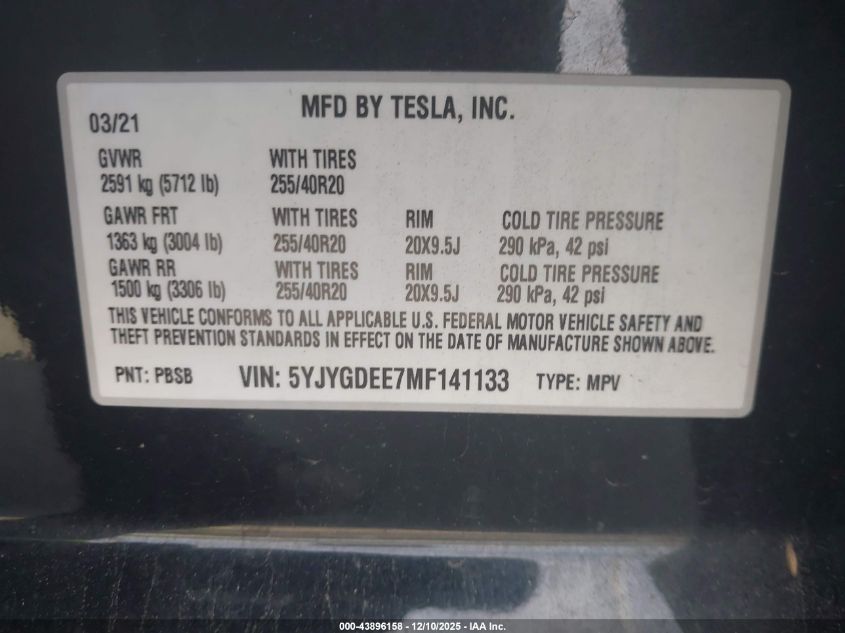 MFD BY TESLA, INC.
03/21
GVWR WITH TIRES
2591 kg (5712 lb) 255/40R20
GAWR FRT WITH TIRES RIM COLD TIRE PRESSURE
1363 kg (3004 lb) 255/40R20 20X9.5J 290 kPa, 42 psi
GAWR RR WITH TIRES RIM COLD TIRE PRESSURE
1500 kg (3306 lb) 255/40R20 20X9.5J 290 kPa, 42 psi
THIS VEHICLE CONFORMS TO ALL APPLICABLE U.S. FEDERAL MOTOR VEHICLE SAFETY AND
THEFT PREVENTION STANDARDS IN EFFECT ON THE DATE OF MANUFACTURE SHOWN ABOVE.
PNT: PBSB VIN: 5YJYGDEE7MF141133 TYPE: MPV
000-43896158 - 12/10/2025 - IAA Inc.